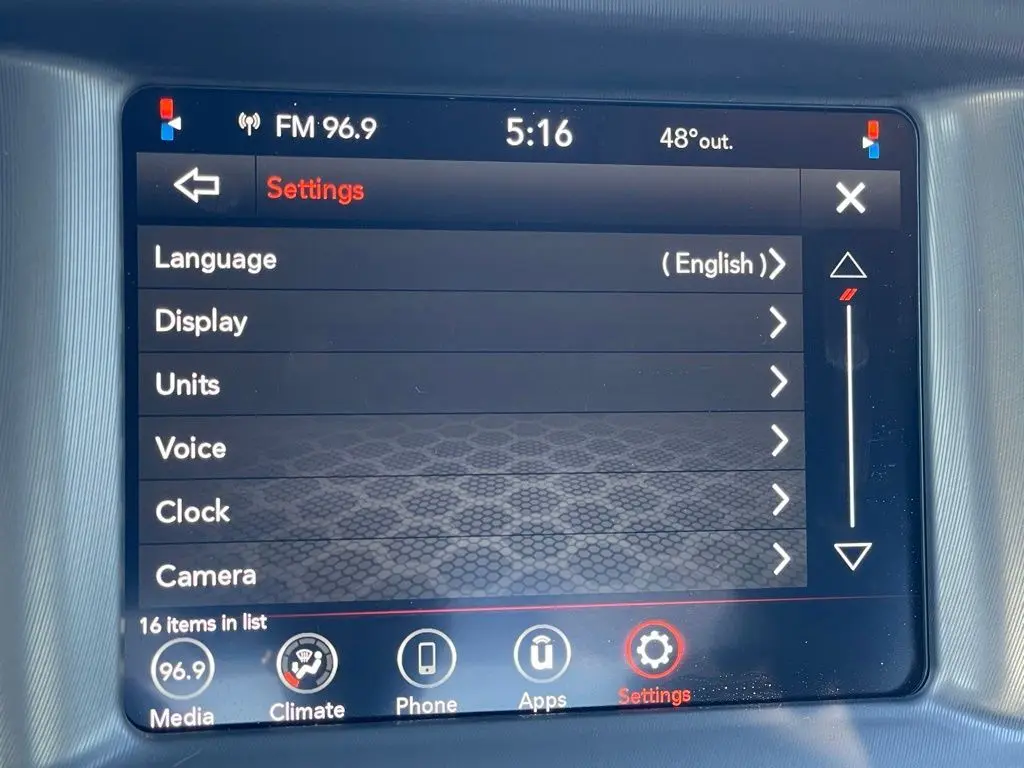 FM 96.9 5:16 48°out.
Settings
Language (English)
Display
Units
Voice
Clock
Camera
16 items in list
96.9
Media Climate Phone Apps Settings